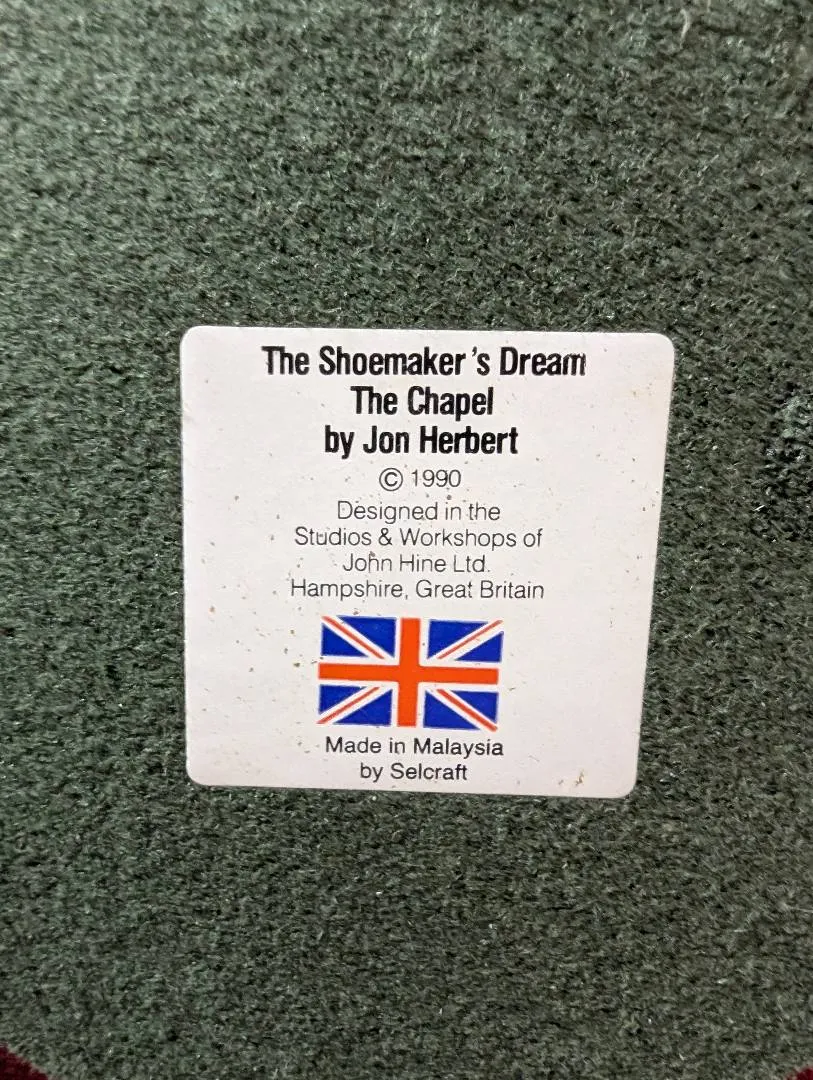 The Shoemaker's Dream
The Chapel
by Jon Herbert
© 1990
Designed in the
Studios & Workshops of
John Hine Ltd.
Hampshire, Great Britain
Made in Malaysia
by Selcraft